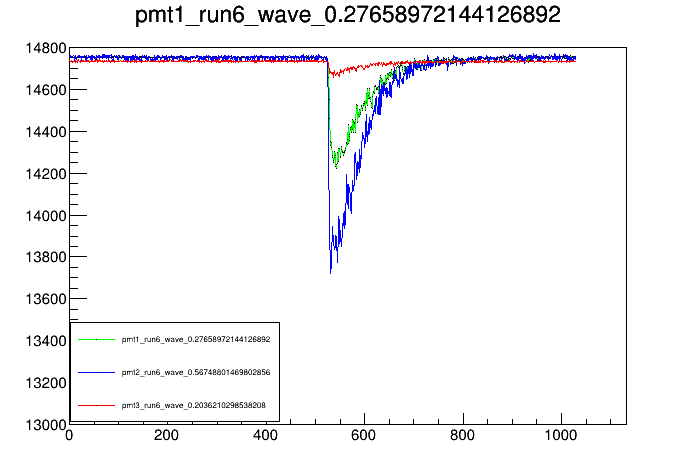 pmt1_run6_wave_0.27658972144126892
14800
14600
14400
14200
14000
13800
13600
13400
13200
13000
pmt1_run6_wave_0.27658972144126892
pmt2_run6_wave_0.56748801469802856
pmt3_run6_wave_0.2036210298538208
0 200 400 600 800 1000